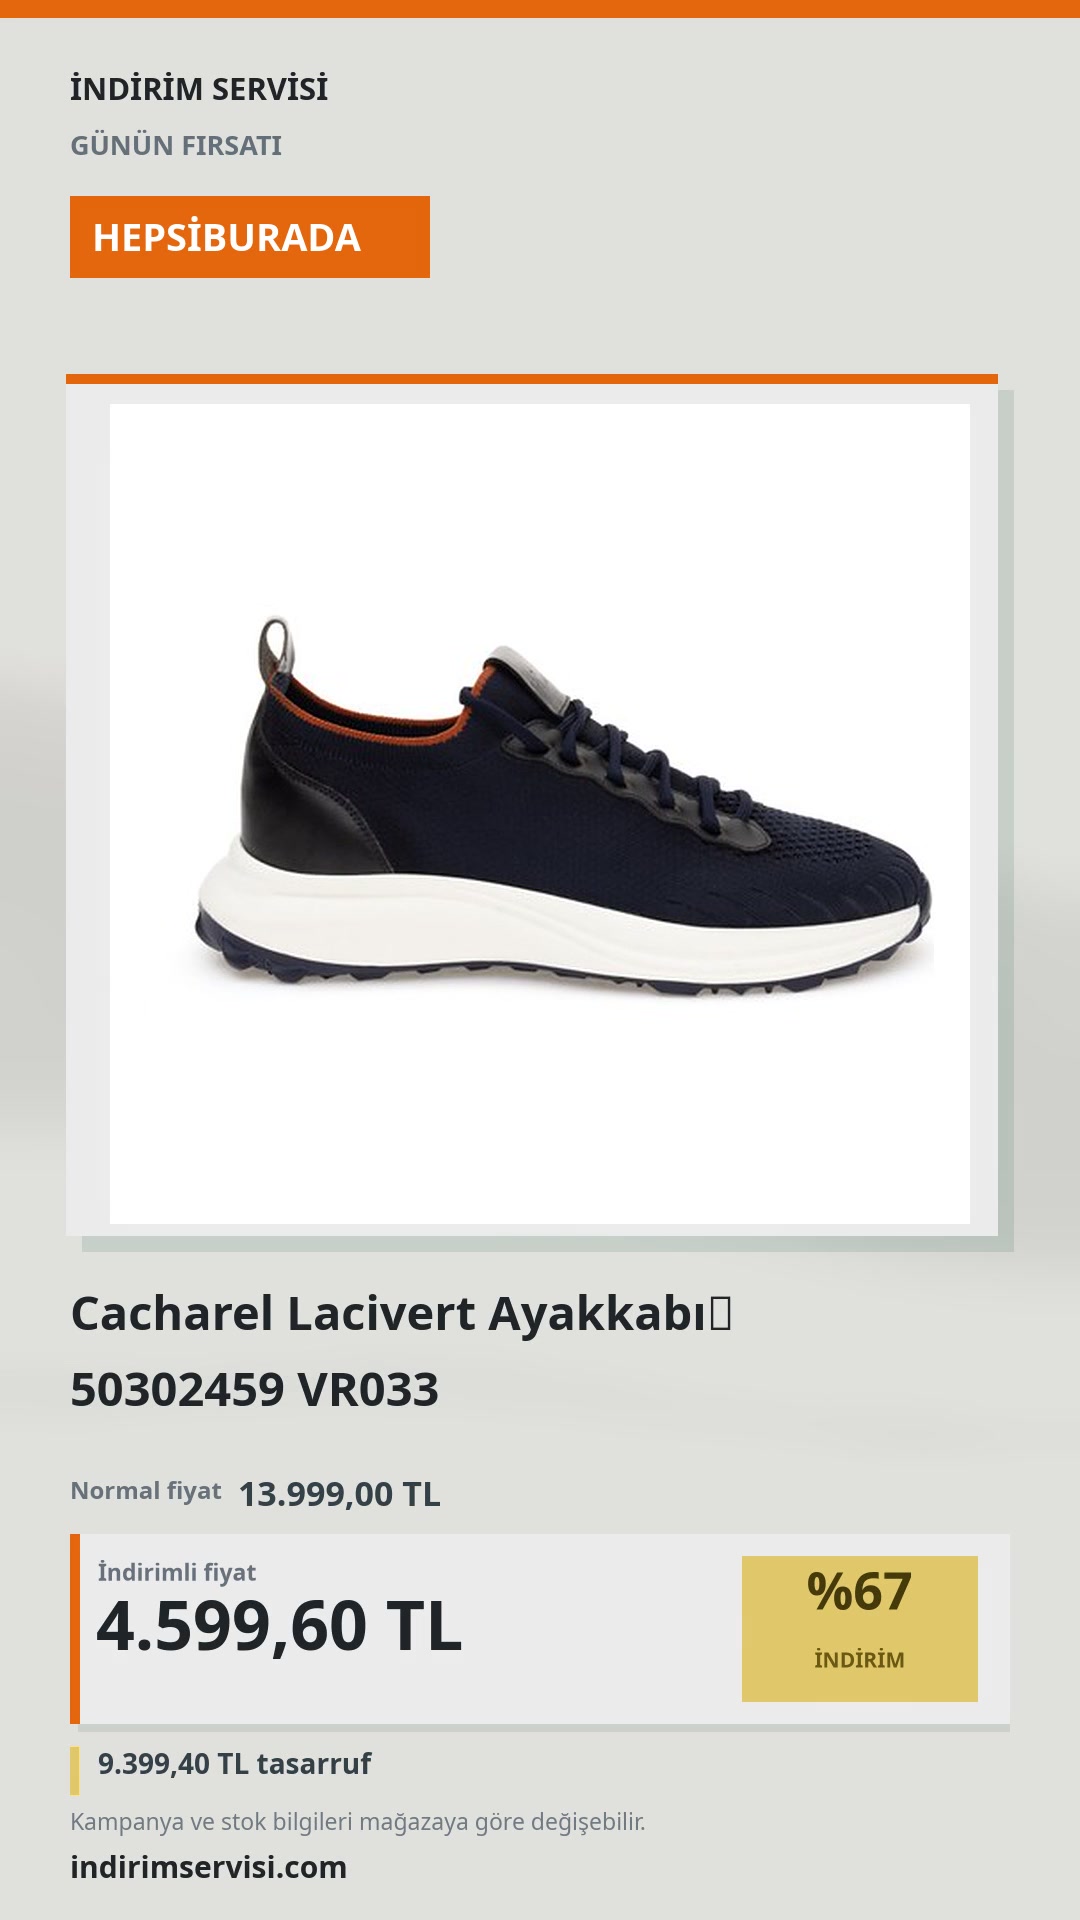 İNDİRİM SERVİSİ
GÜNÜN FIRSATI
HEPSİBURADA
Cacharel Lacivert Ayakkabı
50302459 VR033
Normal fiyat 13.999,00 TL
İndirimli fiyat
4.599,60 TL
%67
İNDİRİM
9.399,40 TL tasarruf
Kampanya ve stok bilgileri mağazaya göre değişebilir.
indirimservisi.com